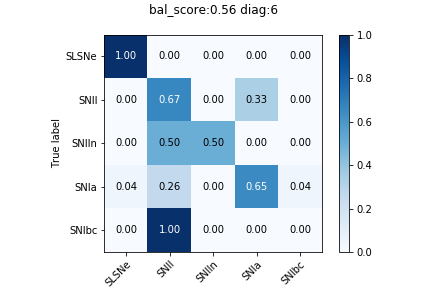 bal_score:0.56 diag:6
SLSNe 1.00 0.00 0.00 0.00 0.00
SNII 0.00 0.67 0.00 0.33 0.00
SNIIn 0.00 0.50 0.50 0.00 0.00
SNIa 0.04 0.26 0.00 0.65 0.04
SNIbc 0.00 1.00 0.00 0.00 0.00
True label
SLSNe SNII SNIIn SNIa SNIbc
1.0
0.8
0.6
0.4
0.2
0.0